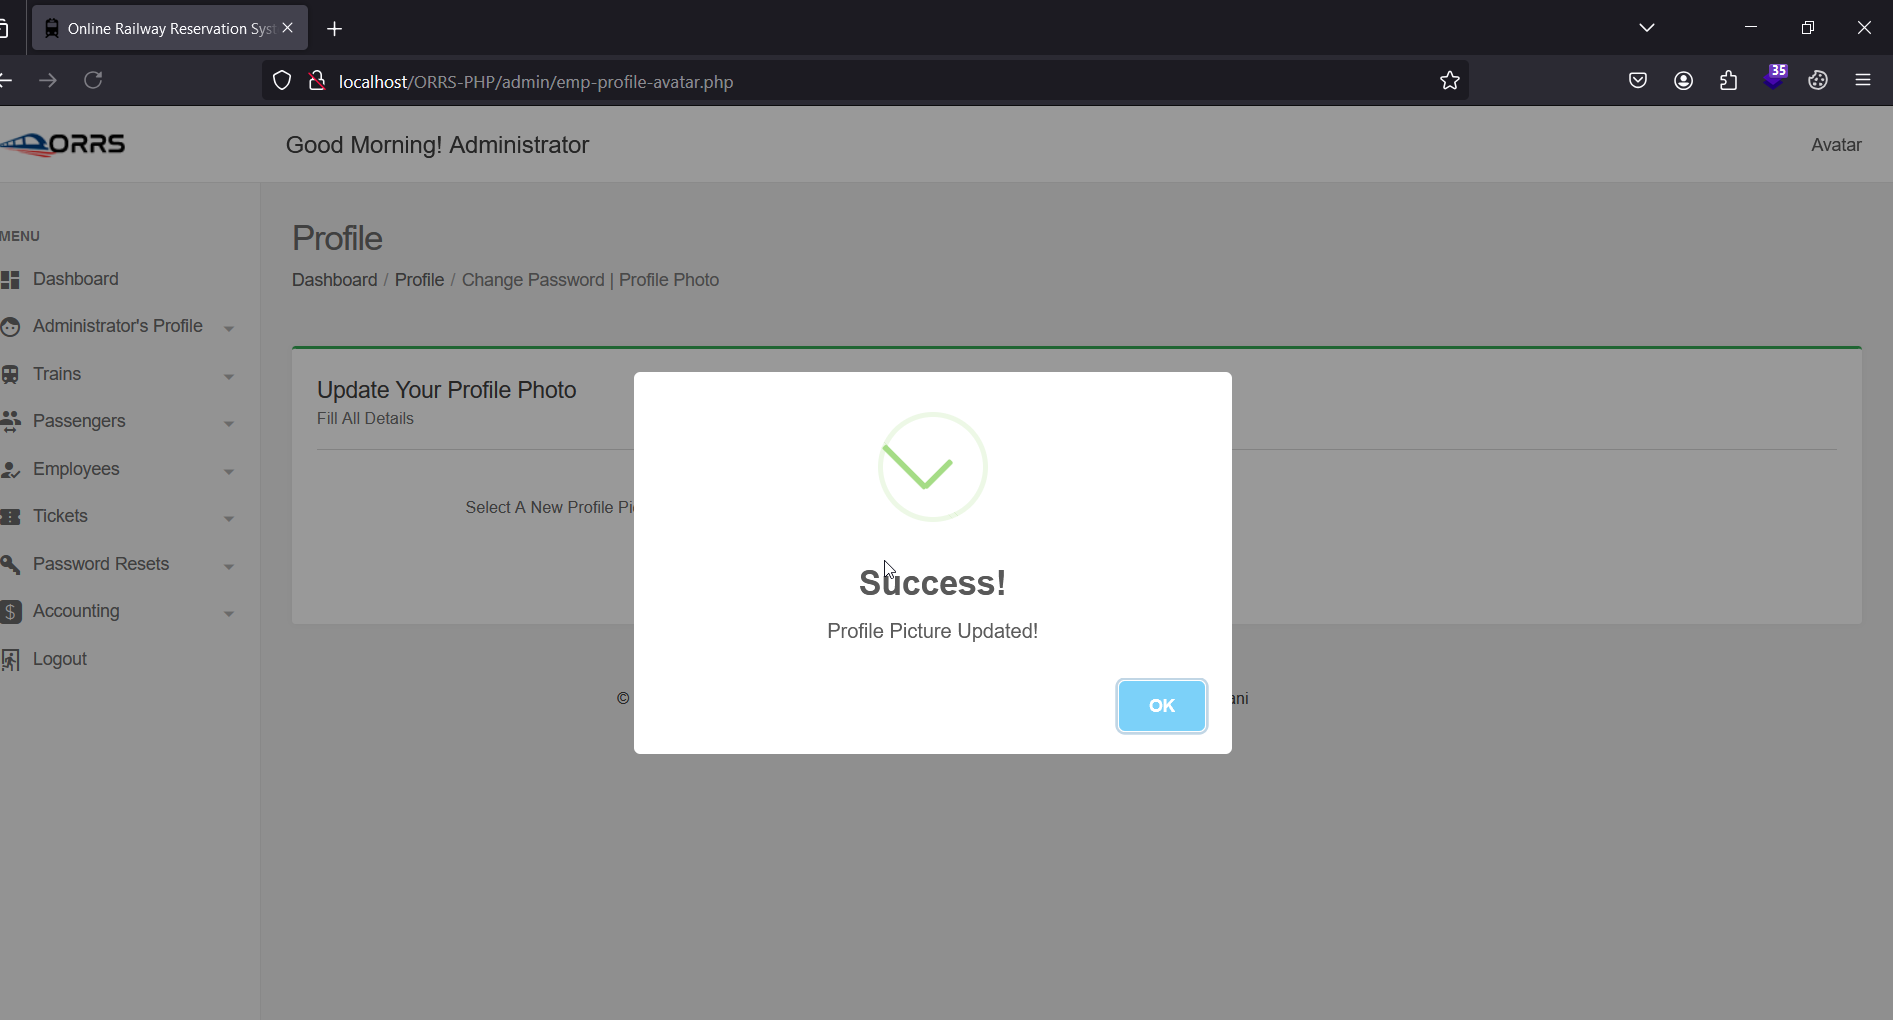 Online Railway Reservation Syst
35
localhost/ORRS-PHP/admin/emp-profile-avatar.php
ORRS
Good Morning! Administrator
Avatar
MENU
Dashboard
Administrator's Profile
Trains
Passengers
Employees
Tickets
Password Resets
$ Accounting
Logout
Profile
Dashboard / Profile / Change Password | Profile Photo
Update Your Profile Photo
Fill All Details
Select A New Profile Pi
Success!
Profile Picture Updated!
OK
© ani